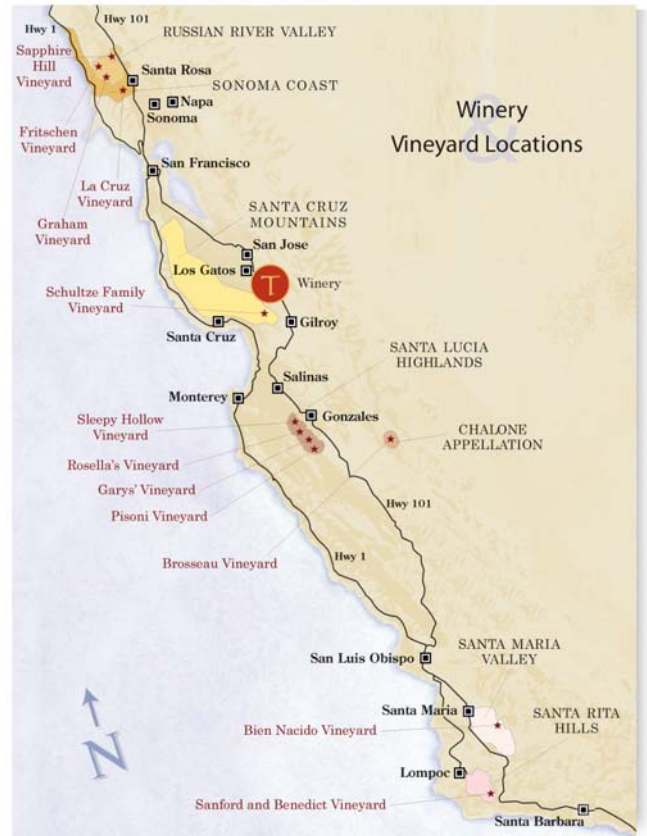 Hwy 1
Hwy 101
RUSSIAN RIVER VALLEY
Sapphire
Hill
Vineyard
Santa Rosa
SONOMA COAST
Napa
Sonoma
Winery
&
Vineyard Locations
Fritschen
Vineyard
San Francisco
La Cruz
Vineyard
Graham
Vineyard
SANTA CRUZ
MOUNTAINS
San Jose
Los Gatos
T
Winery
Schultze Family
Vineyard
Santa Cruz
Gilroy
SANTA LUCIA
HIGHLANDS
Salinas
Monterey
Gonzales
Sleepy Hollow
Vineyard
CHALONE
APPELLATION
Rosella's Vineyard
Garys' Vineyard
Pisoni Vineyard
Hwy 101
Brosseau Vineyard
Hwy 1
SANTA MARIA
VALLEY
San Luis Obispo
Santa Maria
SANTA RITA
HILLS
Bien Nacido Vineyard
N
Lompoc
Sanford and Benedict Vineyard
Santa Barbara